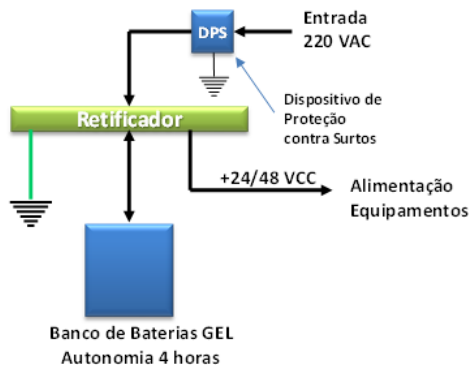 DPS
Entrada
220 VAC
Dispositivo de
Proteção
contra Surtos
Retificador
+24/48 VCC
Alimentação
Equipamentos
Banco de Baterias GEL
Autonomia 4 horas